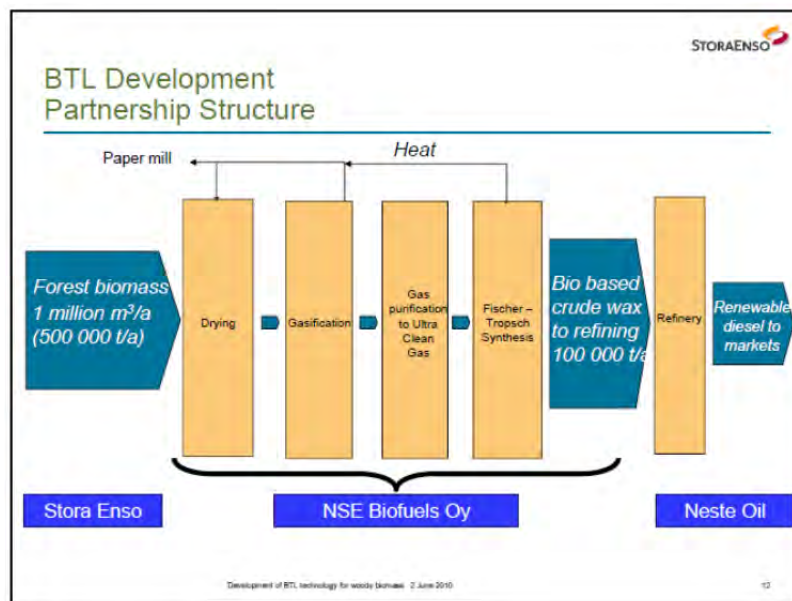 STORAENSO
BTL Development
Partnership Structure
Paper mill
Heat
Forest biomass
1 million m³/a
(500 000 t/a)
Drying
Gasification
Gas
purification
to Ultra
Clean
Gas
Fischer –
Tropsch
Synthesis
Bio based
crude wax
to refining
100 000 t/a
Refinery
Renewable
diesel to
markets
Stora Enso
NSE Biofuels Oy
Neste Oil
Development of BTL technology for woody biomass 2 June 2010
12